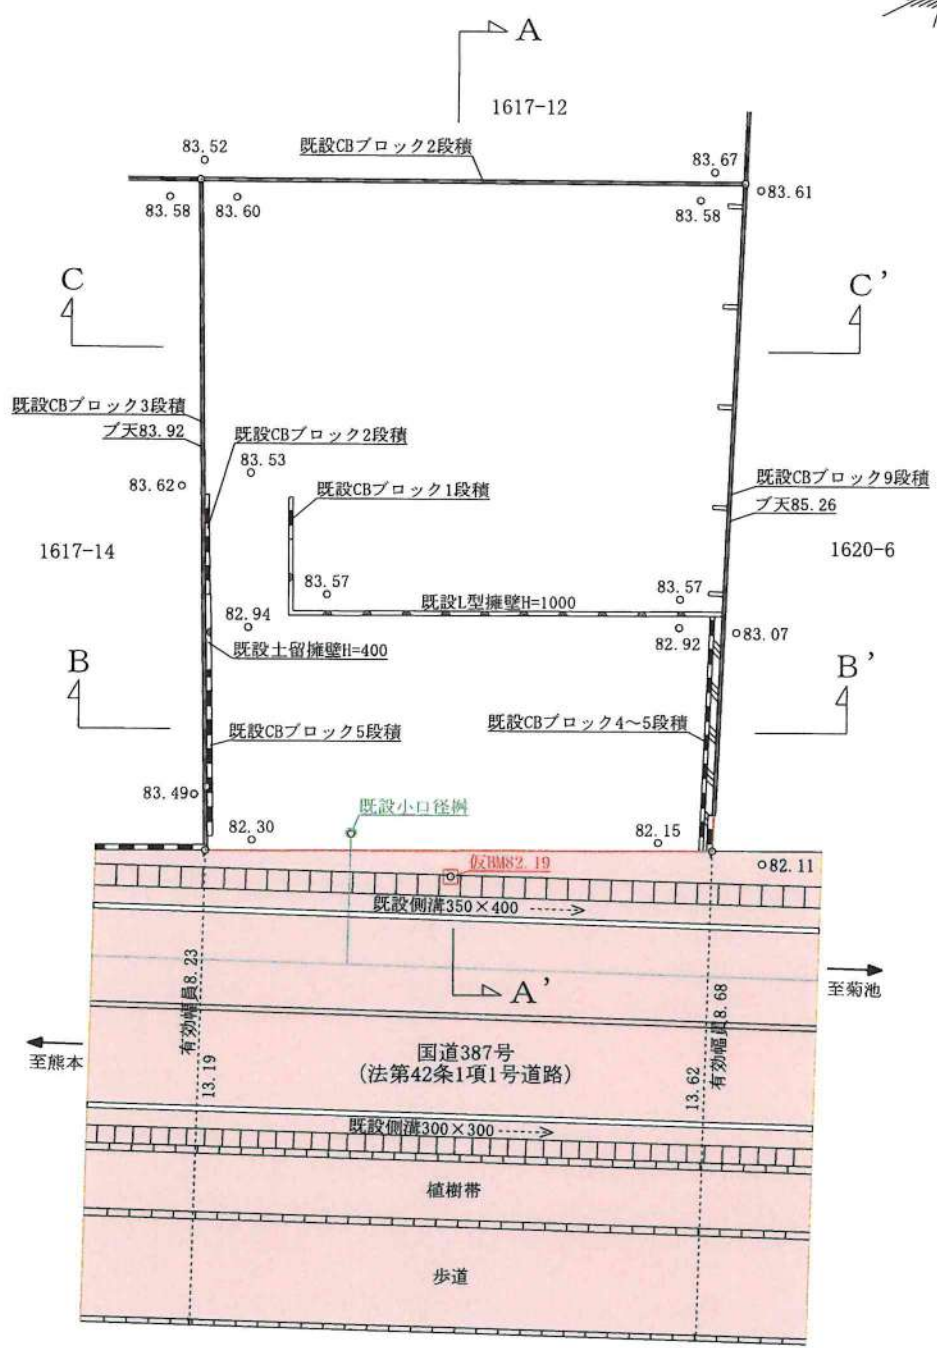 A
1617-12
83.52
既設CBブロック2段積
83.67
83.58
83.60
83.58
83.61
C
C'
既設CBブロック3段積
ブ天83.92
既設CBブロック2段積
83.53
83.62
既設CBブロック1段積
既設CBブロック9段積
ブ天85.26
1617-14
1620-6
83.57
83.57
既設L型擁壁H=1000
82.94
82.92
83.07
既設土留擁壁H=400
B
B'
既設CBブロック5段積
既設CBブロック4～5段積
83.49
既設小口径桝
82.30
82.15
仮BM82.19
82.11
既設側溝350×400
有効幅員8.23
A'
有効幅員8.68
至菊池
至熊本
国道387号
(法第42条1項1号道路)
13.19
13.62
既設側溝300×300
植樹帯
歩道